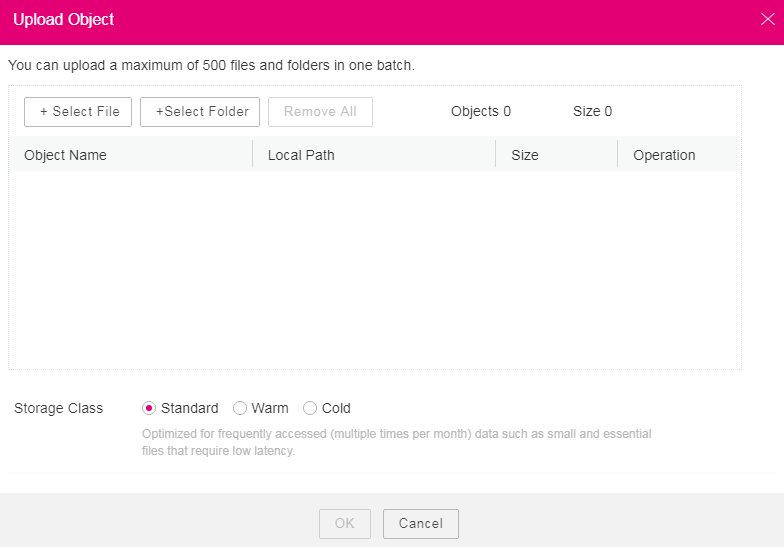 Upload Object
You can upload a maximum of 500 files and folders in one batch.
+ Select File +Select Folder Remove All Objects 0 Size 0
Object Name Local Path Size Operation
Storage Class Standard Warm Cold
Optimized for frequently accessed (multiple times per month) data such as small and essential
files that require low latency.
OK Cancel